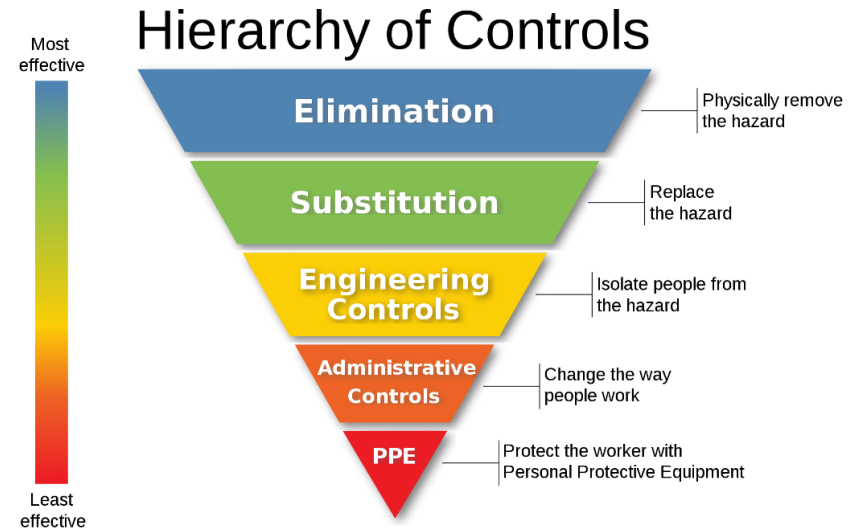 Hierarchy of Controls
Most
effective
Elimination
Physically remove
the hazard
Substitution
Replace
the hazard
Engineering
Controls
Isolate people from
the hazard
Administrative
Controls
Change the way
people work
PPE
Protect the worker with
Personal Protective Equipment
Least
effective